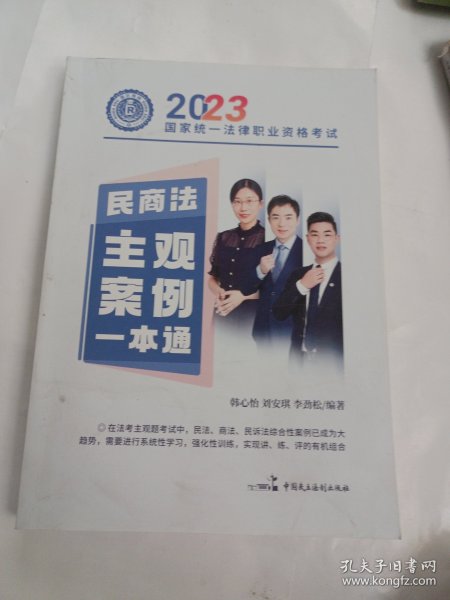 2023
国家统一法律职业资格考试
民商法
主观
案例
一本通
韩心怡 刘安琪 李劲松/编著
◎在法考主观题考试中，民法、商法、民诉法综合性案例已成为大
趋势，需要进行系统性学习，强化性训练，实现讲、练、评的有机组合
中国民主法制出版社
孔夫子旧书网
www.kongfz.com